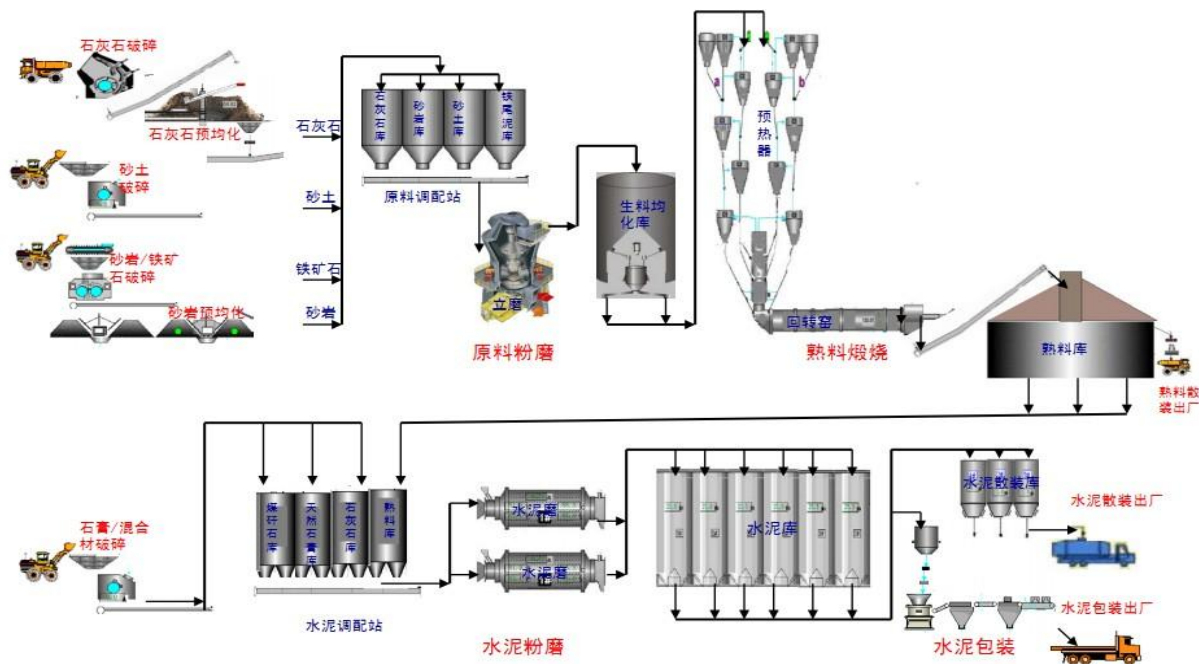 石灰石破碎
石灰石预均化
砂土
破碎
砂岩/铁矿
石破碎
砂岩预均化
石灰石
砂土
铁矿石
砂岩
石灰石库
砂岩库
砂土库
铁尾泥库
原料调配站
立磨
原料粉磨
生料均
化库
a
b
预热器
回转窑
熟料煅烧
熟料库
熟料散
装出厂
石膏/混合
材破碎
煤矸石库
天然石膏库
石灰石库
熟料库
水泥调配站
水泥磨
水泥磨
水泥粉磨
水泥库
水泥散装库
水泥散装出厂
水泥包装出厂
水泥包装